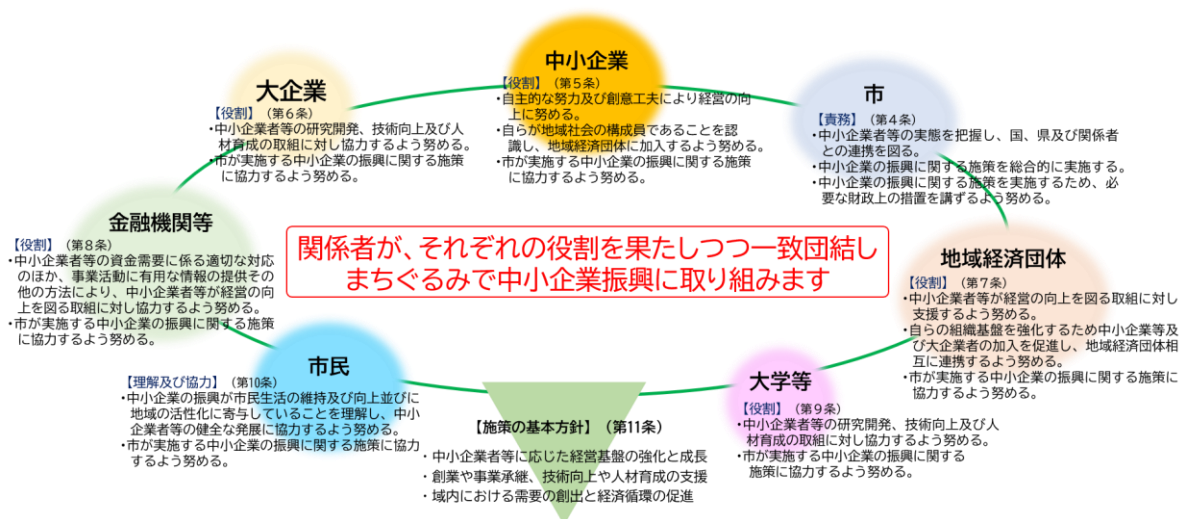 中小企業
【役割】（第５条）
・自主的な努力及び創意工夫により経営の向
上に努める。
・自らが地域社会の構成員であることを認
識し、地域経済団体に加入するよう努める。
・市が実施する中小企業の振興に関する施策
に協力するよう努める。
大企業
【役割】（第６条）
・中小企業者等の研究開発、技術向上及び人
材育成の取組に対し協力するよう努める。
・市が実施する中小企業の振興に関する施策
に協力するよう努める。
市
【責務】（第４条）
・中小企業者等の実態を把握し、国、県及び関係者
との連携を図る。
・中小企業の振興に関する施策を総合的に実施する。
・中小企業の振興に関する施策を実施するため、必
要な財政上の措置を講ずるよう努める。
金融機関等
【役割】（第８条）
・中小企業者等の資金需要に係る適切な対応
のほか、事業活動に有用な情報の提供その
他の方法により、中小企業者等が経営の向
上を図る取組に対し協力するよう努める。
・市が実施する中小企業の振興に関する施策
に協力するよう努める。
関係者が、それぞれの役割を果たしつつ一致団結し
まちぐるみで中小企業振興に取り組みます
地域経済団体
【役割】（第７条）
・中小企業者等が経営の向上を図る取組に対し
支援するよう努める。
・自らの組織基盤を強化するため中小企業等及
び大企業者の加入を促進し、地域経済団体相
互に連携するよう努める。
・市が実施する中小企業の振興に関する施策に
協力するよう努める。
市民
【理解及び協力】（第10条）
・中小企業の振興が市民生活の維持及び向上並びに
地域の活性化に寄与していることを理解し、中小
企業者等の健全な発展に協力するよう努める。
・市が実施する中小企業の振興に関する施策に協力
するよう努める。
大学等
【役割】（第９条）
・中小企業者等の研究開発、技術向上及び人
材育成の取組に対し協力するよう努める。
・市が実施する中小企業の振興に関する
施策に協力するよう努める。
【施策の基本方針】（第11条）
・中小企業者等に応じた経営基盤の強化と成長
・創業や事業承継、技術向上や人材育成の支援
・域内における需要の創出と経済循環の促進